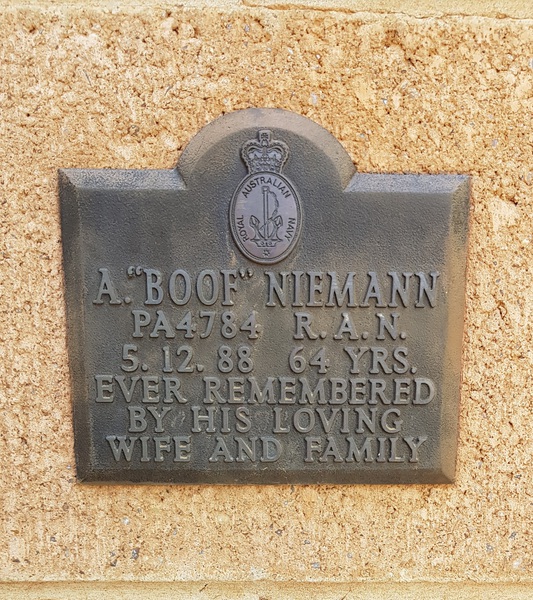 ROYAL AUSTRALIAN NAVY
A. "BOOF" NIEMANN
PA4784 R.A.N.
5. 12. 88 64 YRS.
EVER REMEMBERED
BY HIS LOVING
WIFE AND FAMILY